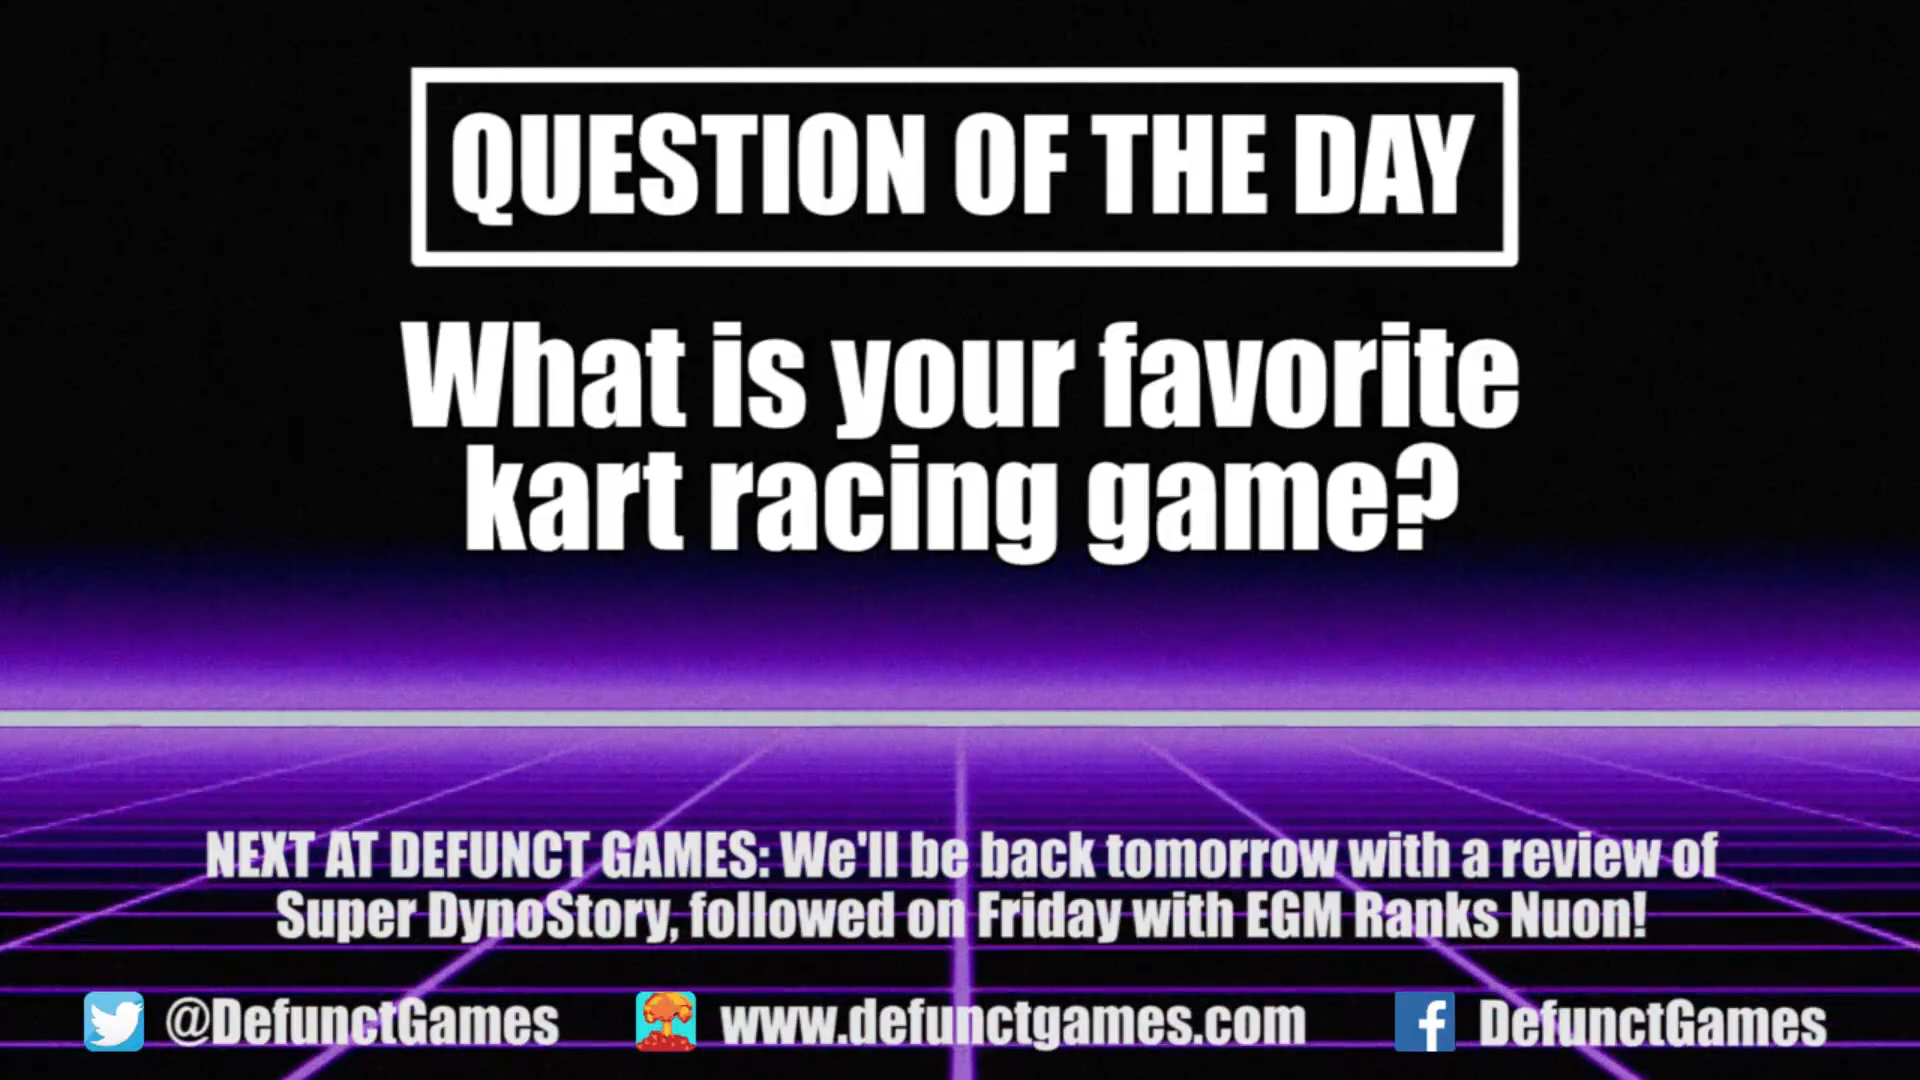 QUESTION OF THE DAY
What is your favorite
kart racing game?
NEXT AT DEFUNCT GAMES: We'll be back tomorrow with a review of
Super DynoStory, followed on Friday with EGM Ranks Nuon!
@DefunctGames www.defunctgames.com DefunctGames